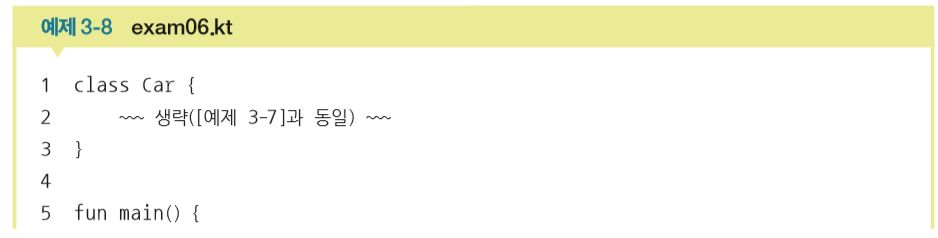 예제 3-8 exam06.kt
1 class Car {
2 ~~~ 생략([예제 3-7]과 동일) ~~~
3 }
4
5 fun main() {